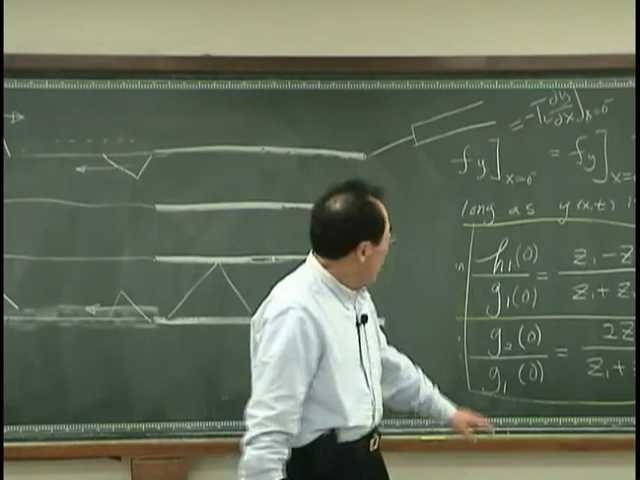 = -T[∂y/∂x]x=0⁻
fy]x=0⁻ = fy]x=
long as y(x,t) i
h₁(0)/g₁(0) = Z₁-Z / Z₁+Z
g₂(0)/g₁(0) = 2Z / Z₁+